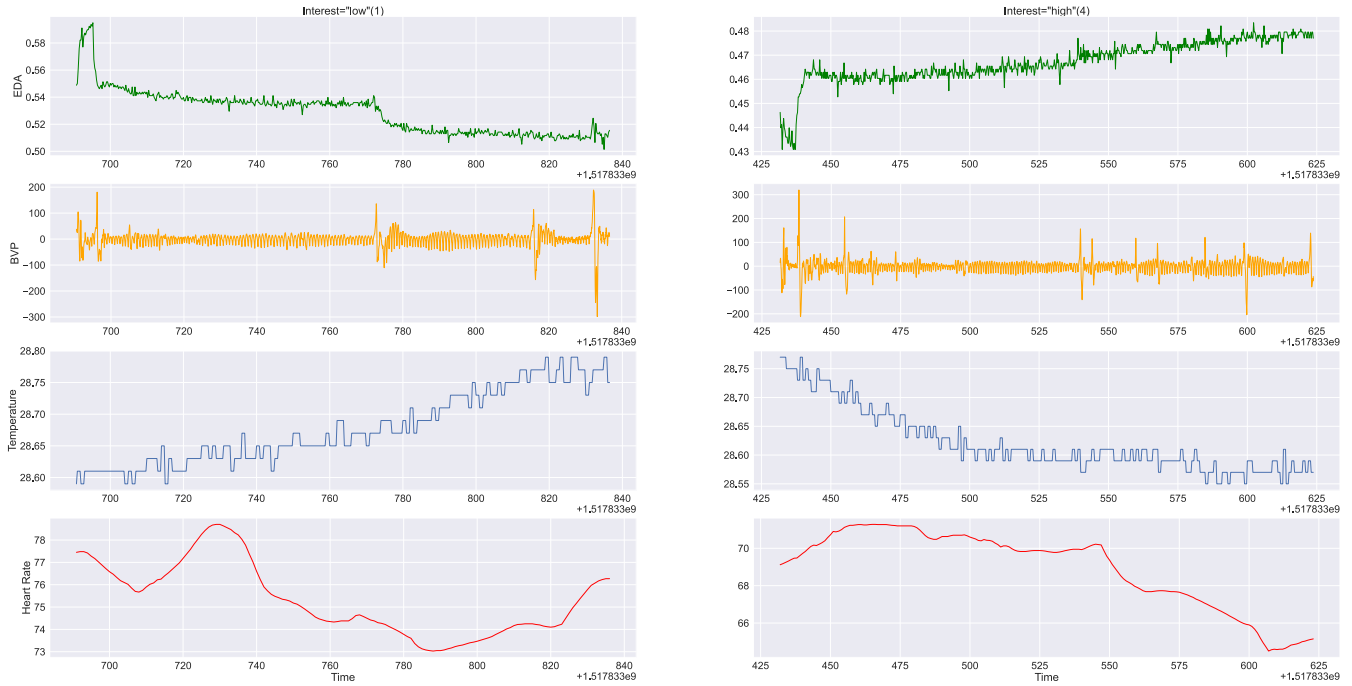 Interest="low"(1)
EDA
0.58
0.56
0.54
0.52
0.50
700 720 740 760 780 800 820 840
+1.517833e9
BVP
200
100
0
−100
−200
−300
700 720 740 760 780 800 820 840
+1.517833e9
Temperature
28.80
28.75
28.70
28.65
28.60
700 720 740 760 780 800 820 840
+1.517833e9
Heart Rate
78
77
76
75
74
73
700 720 740 760 780 800 820 840
Time
+1.517833e9
Interest="high"(4)
0.48
0.47
0.46
0.45
0.44
0.43
425 450 475 500 525 550 575 600 625
+1.517833e9
300
200
100
0
−100
−200
425 450 475 500 525 550 575 600 625
+1.517833e9
28.75
28.70
28.65
28.60
28.55
425 450 475 500 525 550 575 600 625
+1.517833e9
70
68
66
425 450 475 500 525 550 575 600 625
Time
+1.517833e9